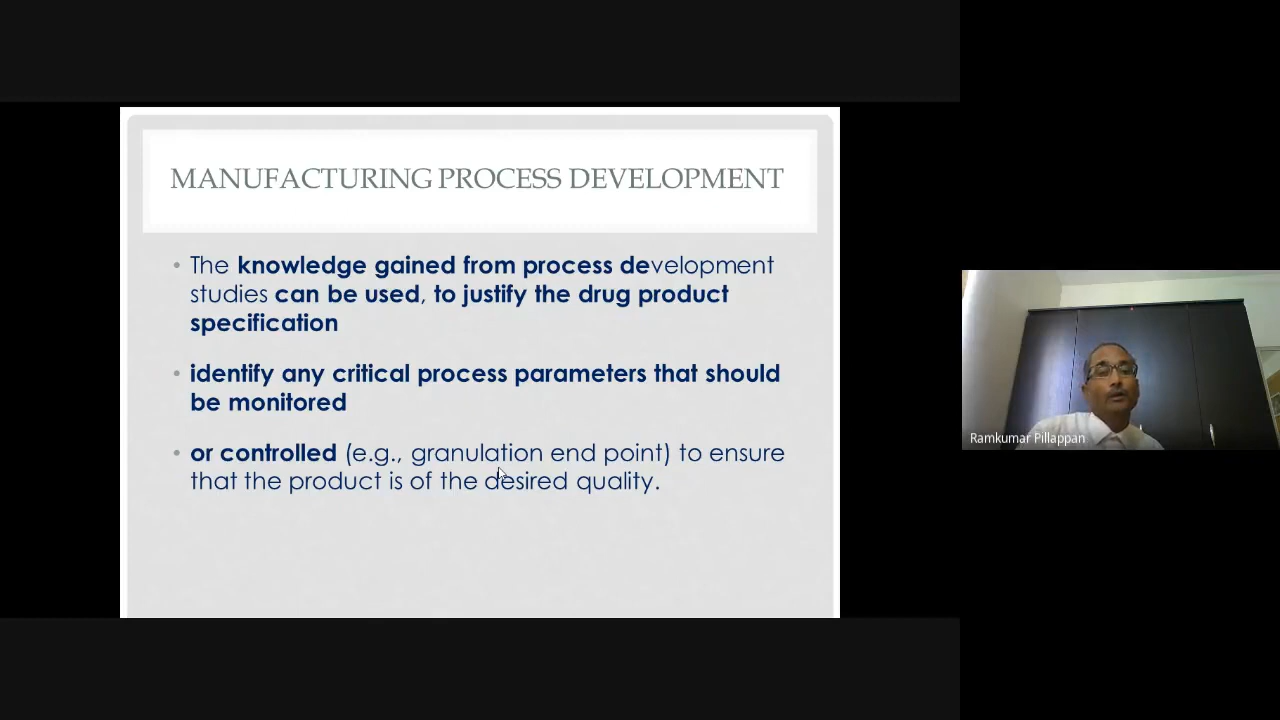 MANUFACTURING PROCESS DEVELOPMENT
• The knowledge gained from process development
studies can be used, to justify the drug product
specification
• identify any critical process parameters that should
be monitored
• or controlled (e.g., granulation end point) to ensure
that the product is of the desired quality.
Ramkumar Pillappan